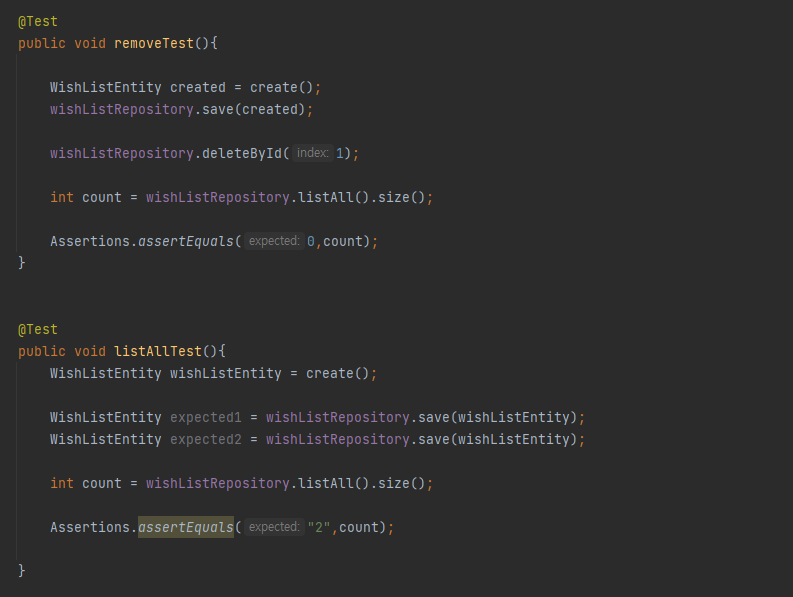 @Test
public void removeTest(){
WishListEntity created = create();
wishListRepository.save(created);
wishListRepository.deleteById( index: 1);
int count = wishListRepository.listAll().size();
Assertions.assertEquals( expected: 0,count);
}
@Test
public void listAllTest(){
WishListEntity wishListEntity = create();
WishListEntity expected1 = wishListRepository.save(wishListEntity);
WishListEntity expected2 = wishListRepository.save(wishListEntity);
int count = wishListRepository.listAll().size();
Assertions.assertEquals( expected: "2",count);
}